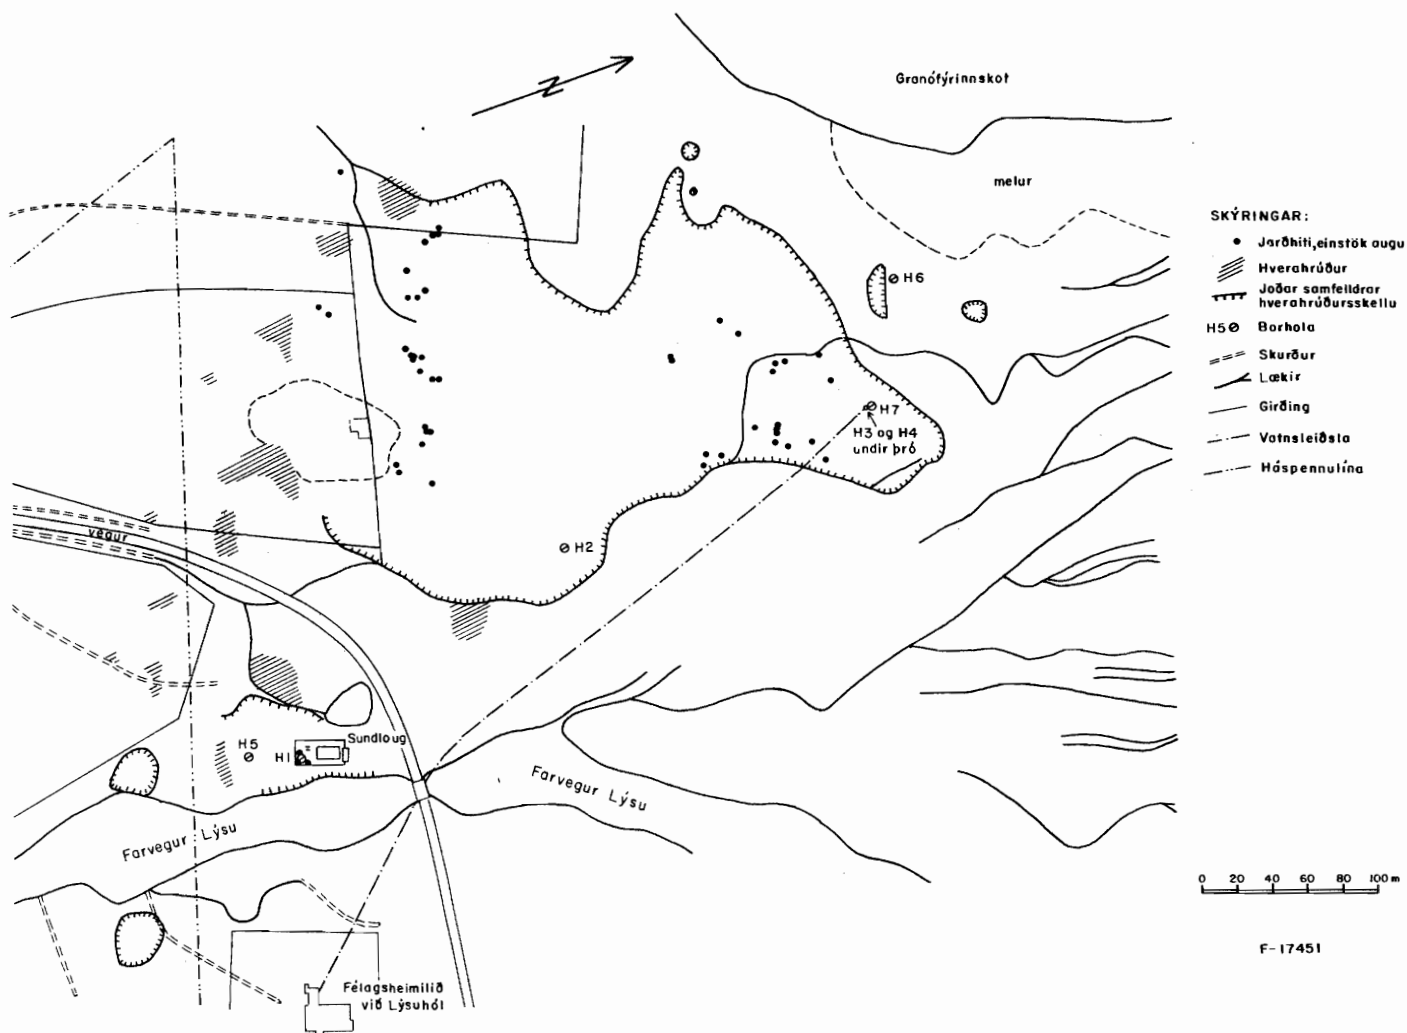 Granófýrinnskot
N
melur
SKÝRINGAR:
Jarðhiti, einstök augu
Hverahrúður
Joðar samfelldrar
hverahrúðursskellu
H5 Borhola
Skurður
Lækir
Girðing
Vatnsleiðsla
Háspennulína
H6
H7
H3 og H4
undir þró
H2
vegur
Sundloug
H5
H1
Farvegur Lýsu
Farvegur Lýsu
0 20 40 60 80 100 m
F-17451
Félagsheimilið
við Lýsuhól